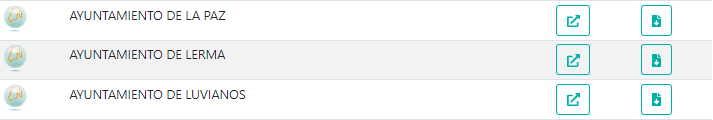 AYUNTAMIENTO DE LA PAZ
AYUNTAMIENTO DE LERMA
AYUNTAMIENTO DE LUVIANOS